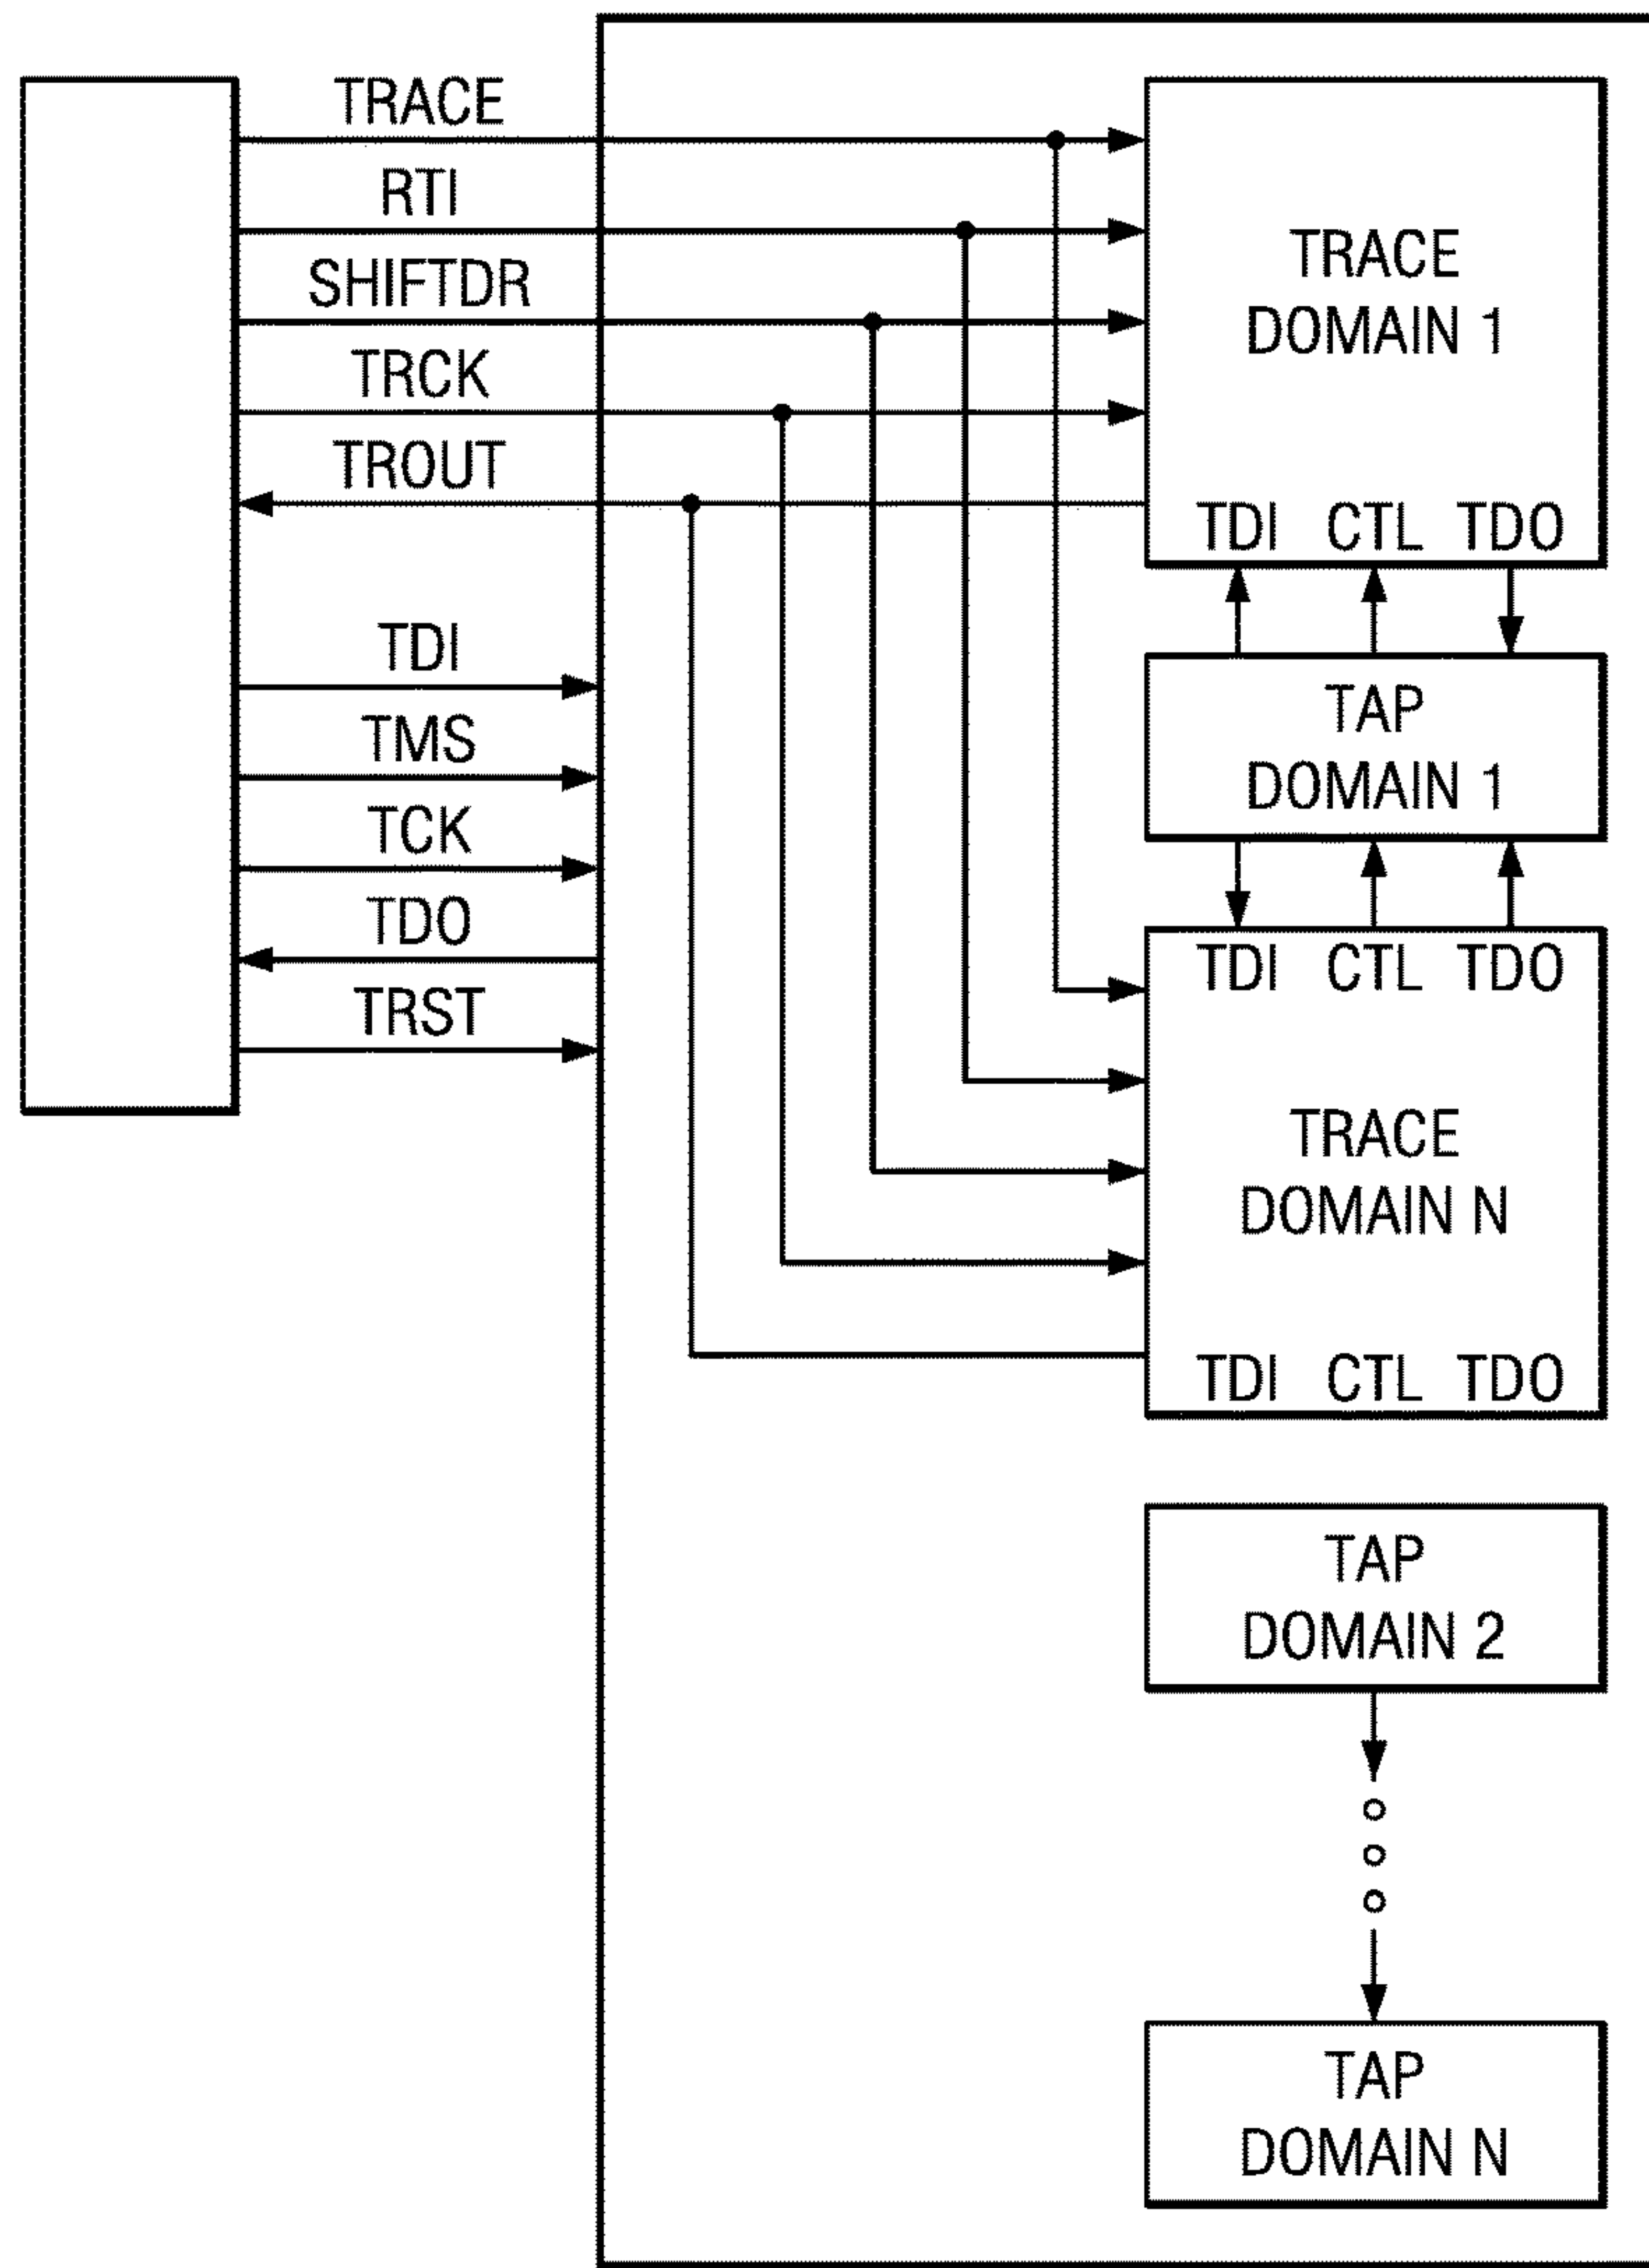 TRACE
RTI
SHIFTDR
TRCK
TROUT
TDI
TMS
TCK
TDO
TRST
TRACE
DOMAIN 1
TDI CTL TDO
TAP
DOMAIN 1
TDI CTL TDO
TRACE
DOMAIN N
TDI CTL TDO
TAP
DOMAIN 2
TAP
DOMAIN N